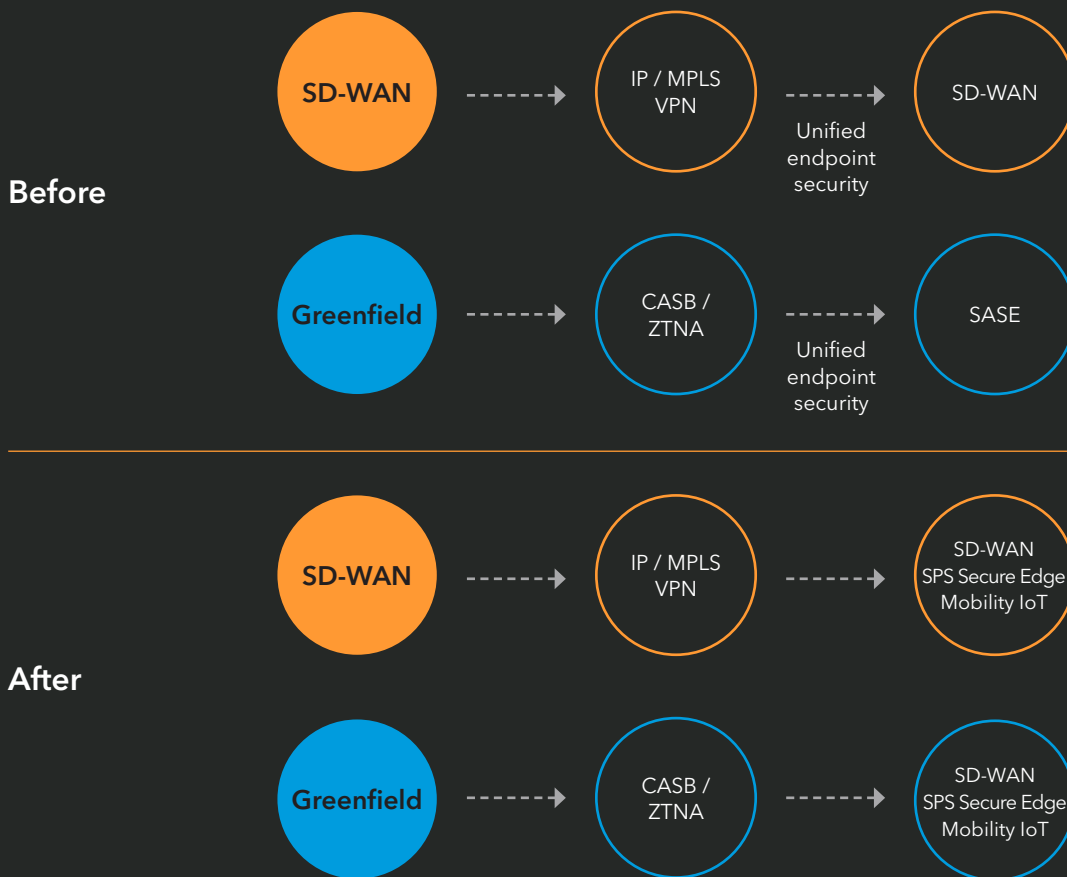 Before
SD-WAN
IP / MPLS
VPN
Unified
endpoint
security
SD-WAN
Greenfield
CASB /
ZTNA
Unified
endpoint
security
SASE
After
SD-WAN
IP / MPLS
VPN
SD-WAN
SPS Secure Edge
Mobility IoT
Greenfield
CASB /
ZTNA
SD-WAN
SPS Secure Edge
Mobility IoT